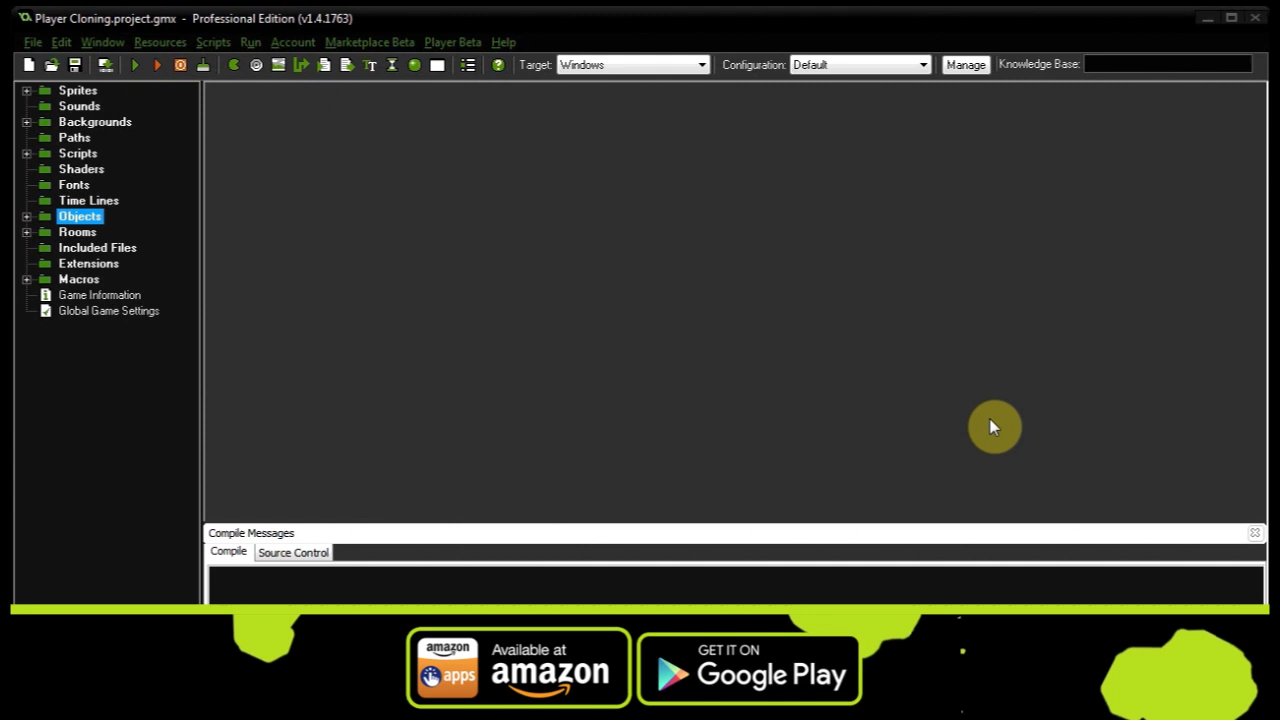 Player Cloning.project.gmx - Professional Edition (v1.4.1763)
File Edit Window Resources Scripts Run Account Marketplace Beta Player Beta Help
Target: Windows Configuration: Default Manage Knowledge Base:
Sprites
Sounds
Backgrounds
Paths
Scripts
Shaders
Fonts
Time Lines
Objects
Rooms
Included Files
Extensions
Macros
Game Information
Global Game Settings
Compile Messages
Compile Source Control
amazon
apps
Available at
amazon
GET IT ON
Google Play